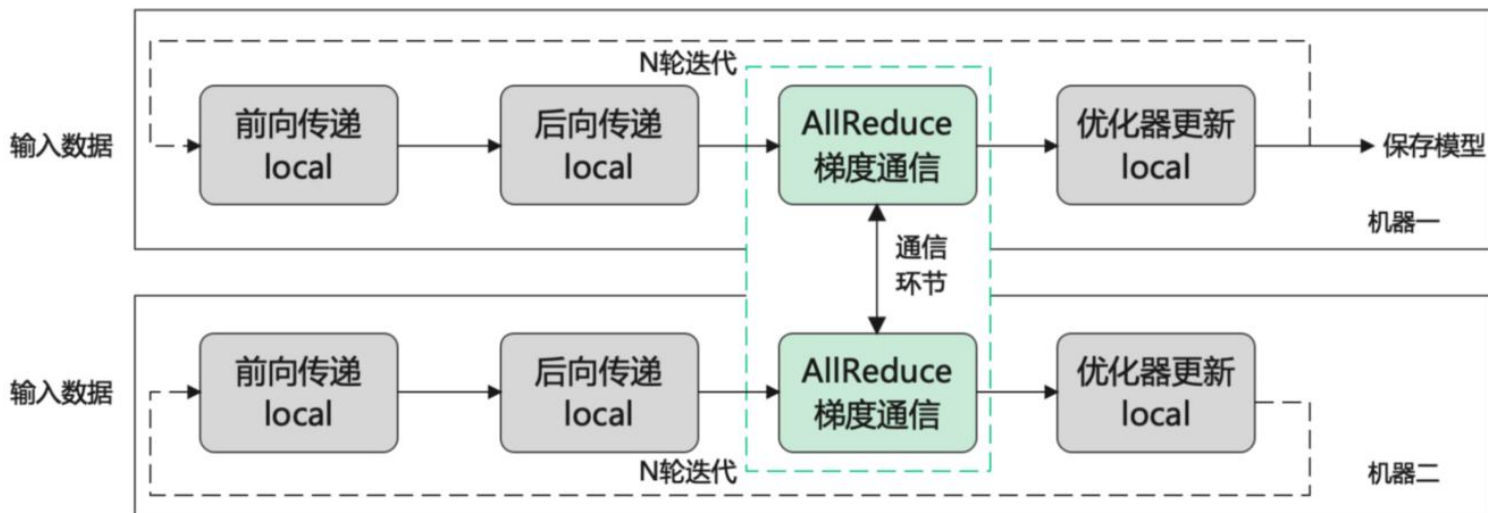 N轮迭代
输入数据
前向传递
local
后向传递
local
AllReduce
梯度通信
优化器更新
local
保存模型
机器一
通信
环节
输入数据
前向传递
local
后向传递
local
AllReduce
梯度通信
优化器更新
local
N轮迭代
机器二